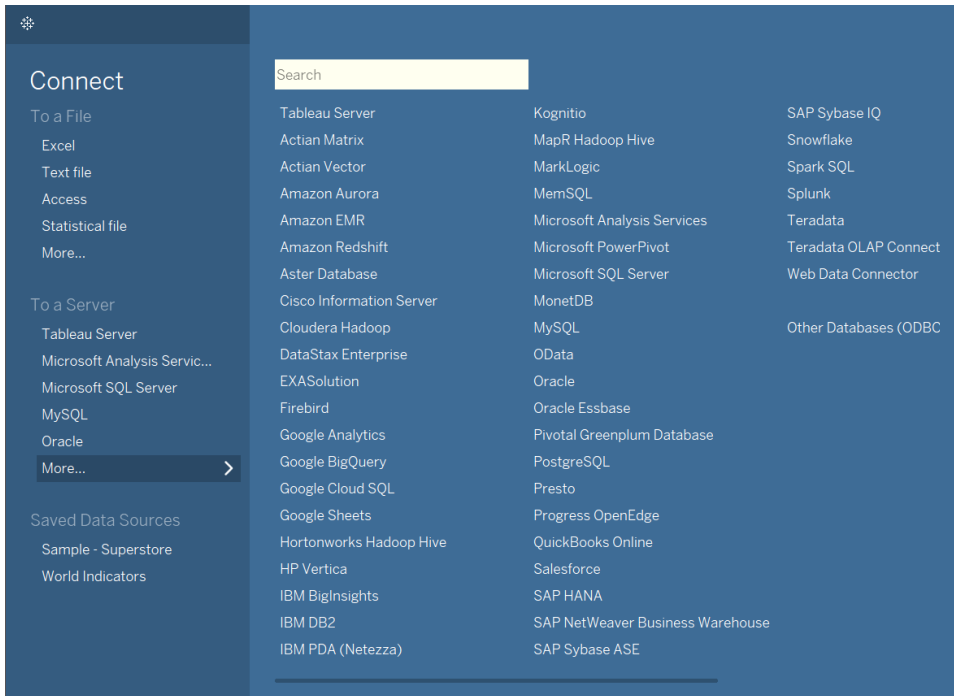 Connect
To a File
Excel
Text file
Access
Statistical file
More...
To a Server
Tableau Server
Microsoft Analysis Servic...
Microsoft SQL Server
MySQL
Oracle
More...
Saved Data Sources
Sample - Superstore
World Indicators
Search
Tableau Server
Actian Matrix
Actian Vector
Amazon Aurora
Amazon EMR
Amazon Redshift
Aster Database
Cisco Information Server
Cloudera Hadoop
DataStax Enterprise
EXASolution
Firebird
Google Analytics
Google BigQuery
Google Cloud SQL
Google Sheets
Hortonworks Hadoop Hive
HP Vertica
IBM BigInsights
IBM DB2
IBM PDA (Netezza)
Kognitio
MapR Hadoop Hive
MarkLogic
MemSQL
Microsoft Analysis Services
Microsoft PowerPivot
Microsoft SQL Server
MonetDB
MySQL
OData
Oracle
Oracle Essbase
Pivotal Greenplum Database
PostgreSQL
Presto
Progress OpenEdge
QuickBooks Online
Salesforce
SAP HANA
SAP NetWeaver Business Warehouse
SAP Sybase ASE
SAP Sybase IQ
Snowflake
Spark SQL
Splunk
Teradata
Teradata OLAP Connect
Web Data Connector
Other Databases (ODBC